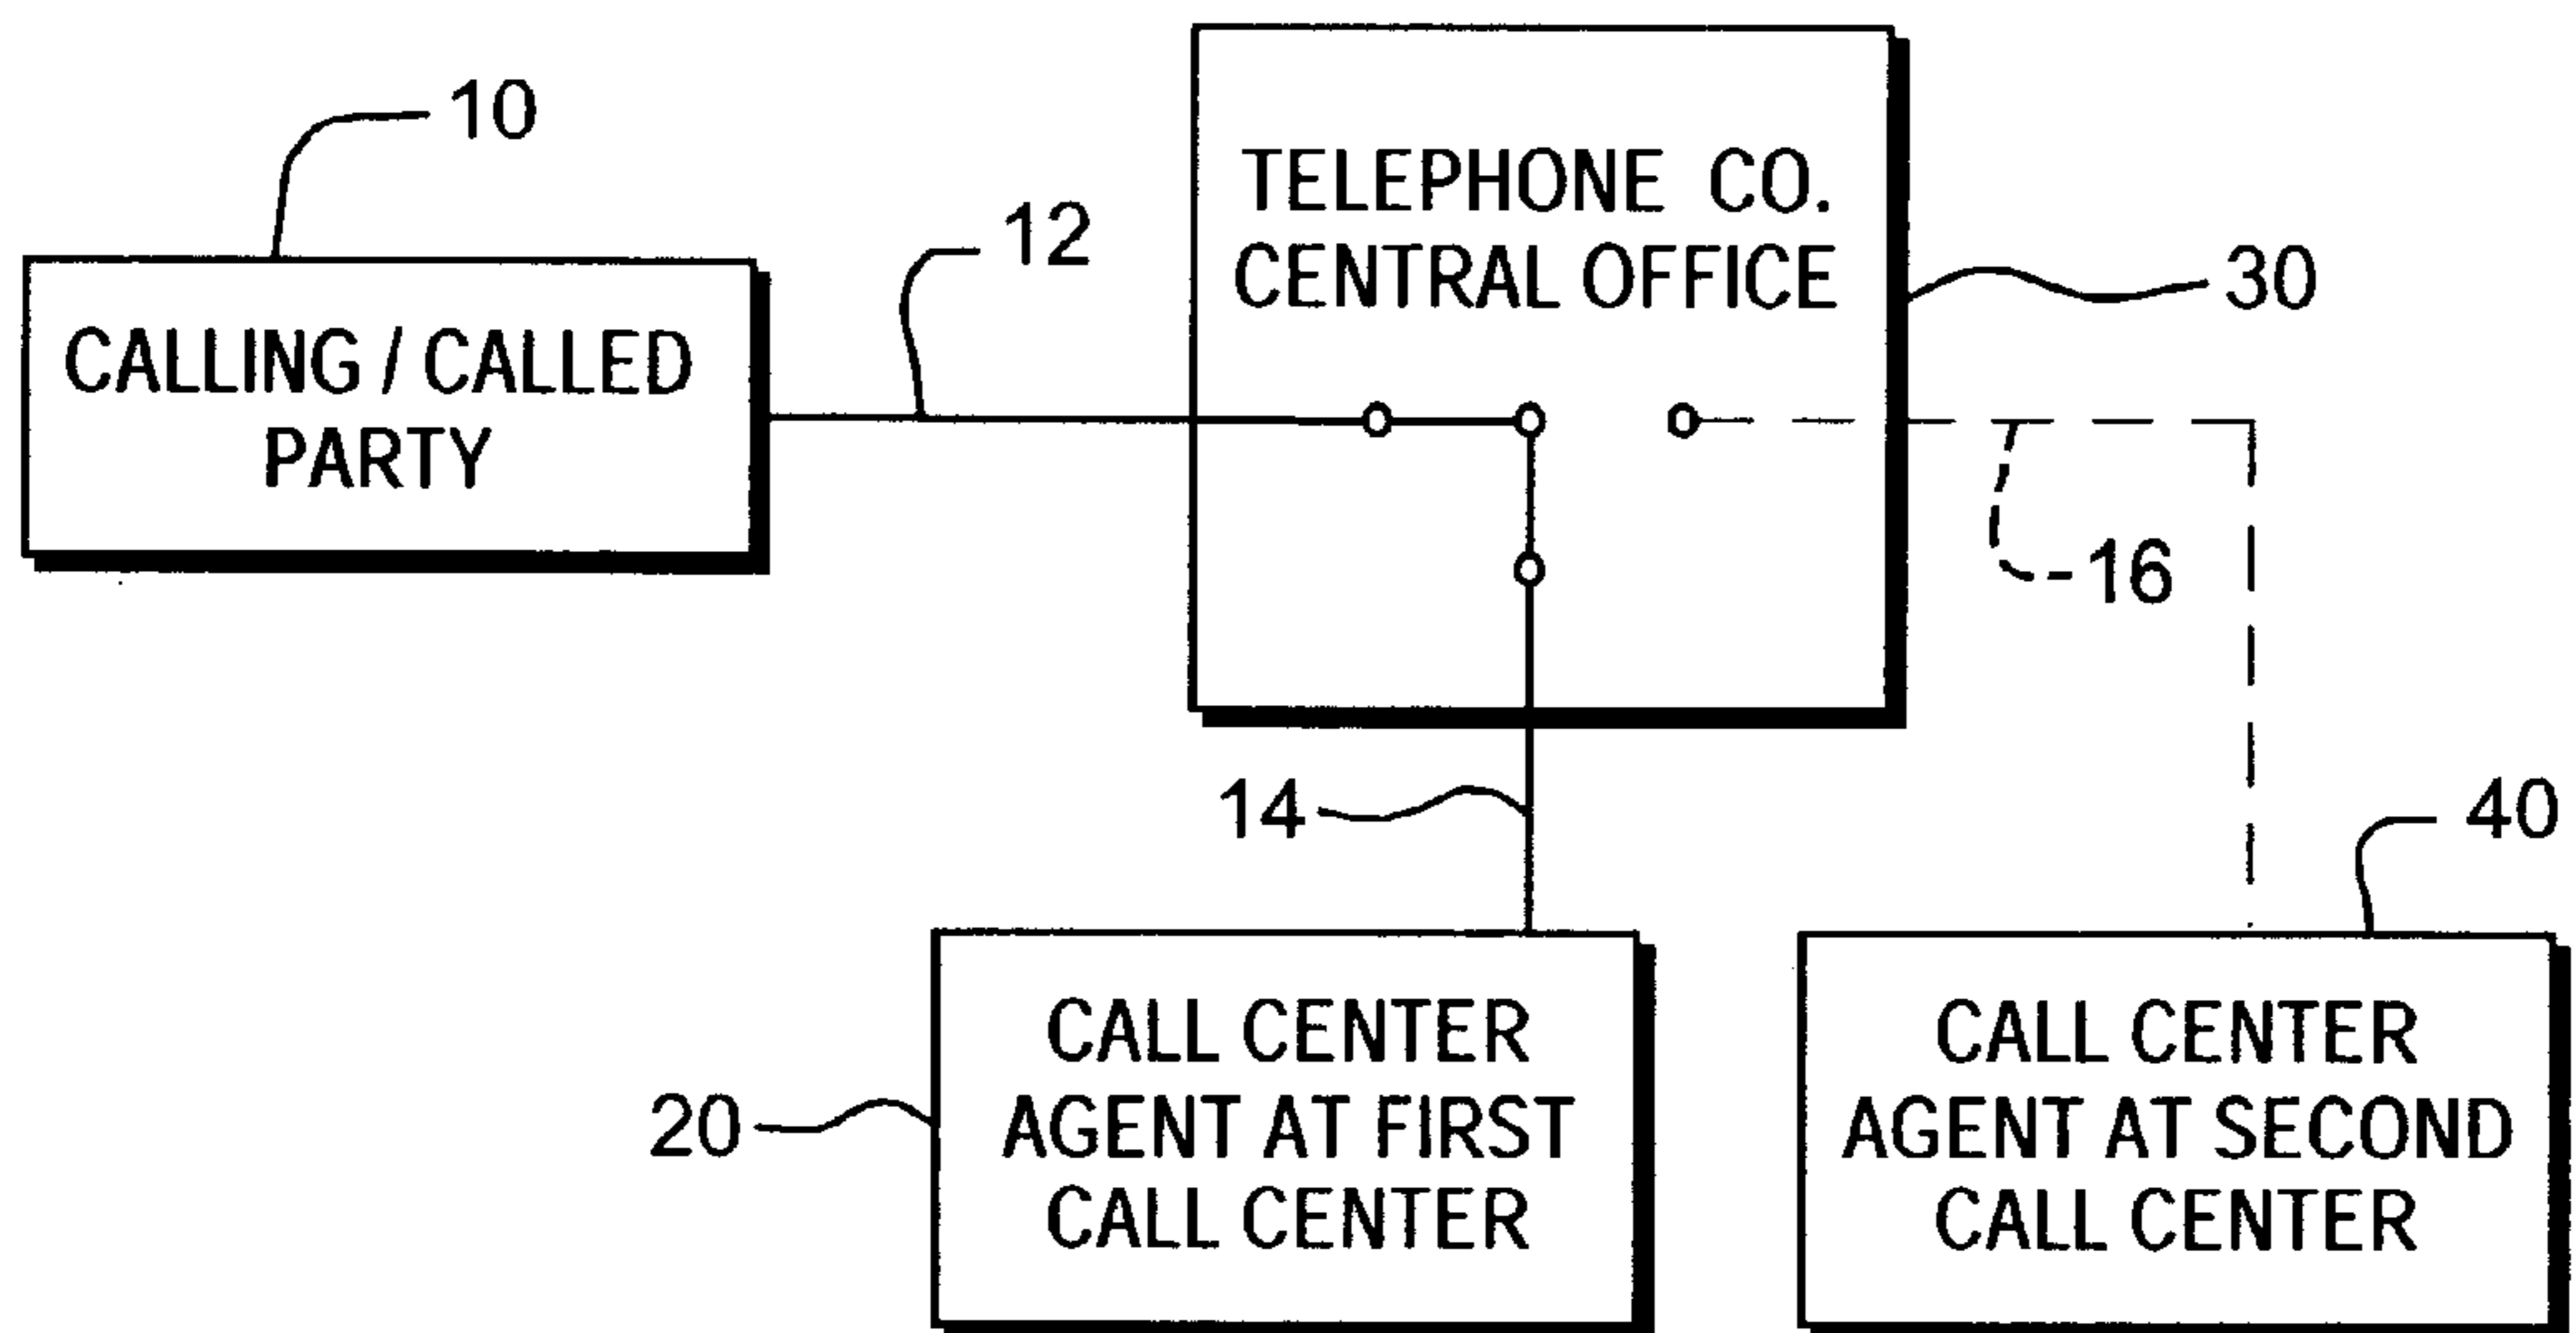 10
CALLING / CALLED
PARTY
12
TELEPHONE CO.
CENTRAL OFFICE
30
16
14
40
20
CALL CENTER
AGENT AT FIRST
CALL CENTER
CALL CENTER
AGENT AT SECOND
CALL CENTER